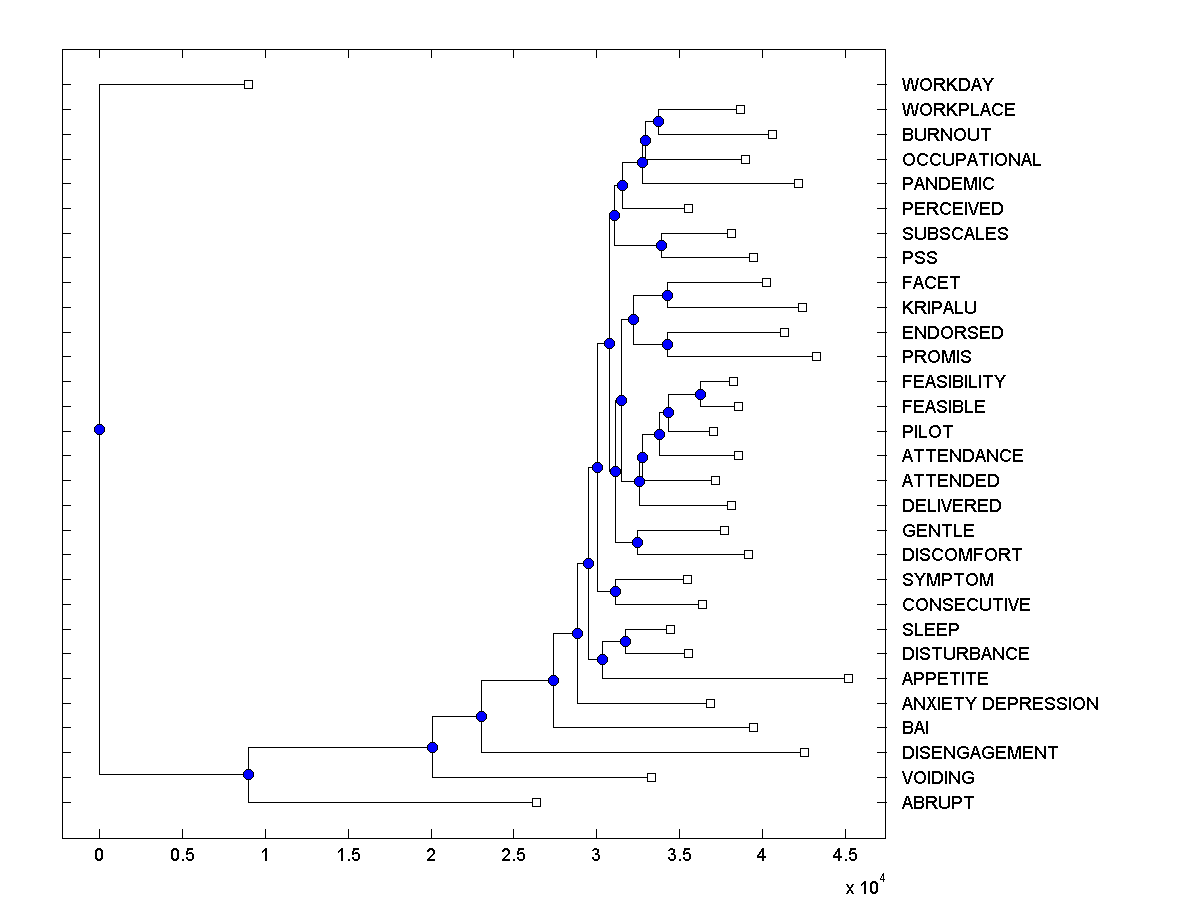 WORKDAY
WORKPLACE
BURNOUT
OCCUPATIONAL
PANDEMIC
PERCEIVED
SUBSCALES
PSS
FACET
KRIPALU
ENDORSED
PROMIS
FEASIBILITY
FEASIBLE
PILOT
ATTENDANCE
ATTENDED
DELIVERED
GENTLE
DISCOMFORT
SYMPTOM
CONSECUTIVE
SLEEP
DISTURBANCE
APPETITE
ANXIETY DEPRESSION
BAI
DISENGAGEMENT
VOIDING
ABRUPT
0 0.5 1 1.5 2 2.5 3 3.5 4 4.5
x 10^4